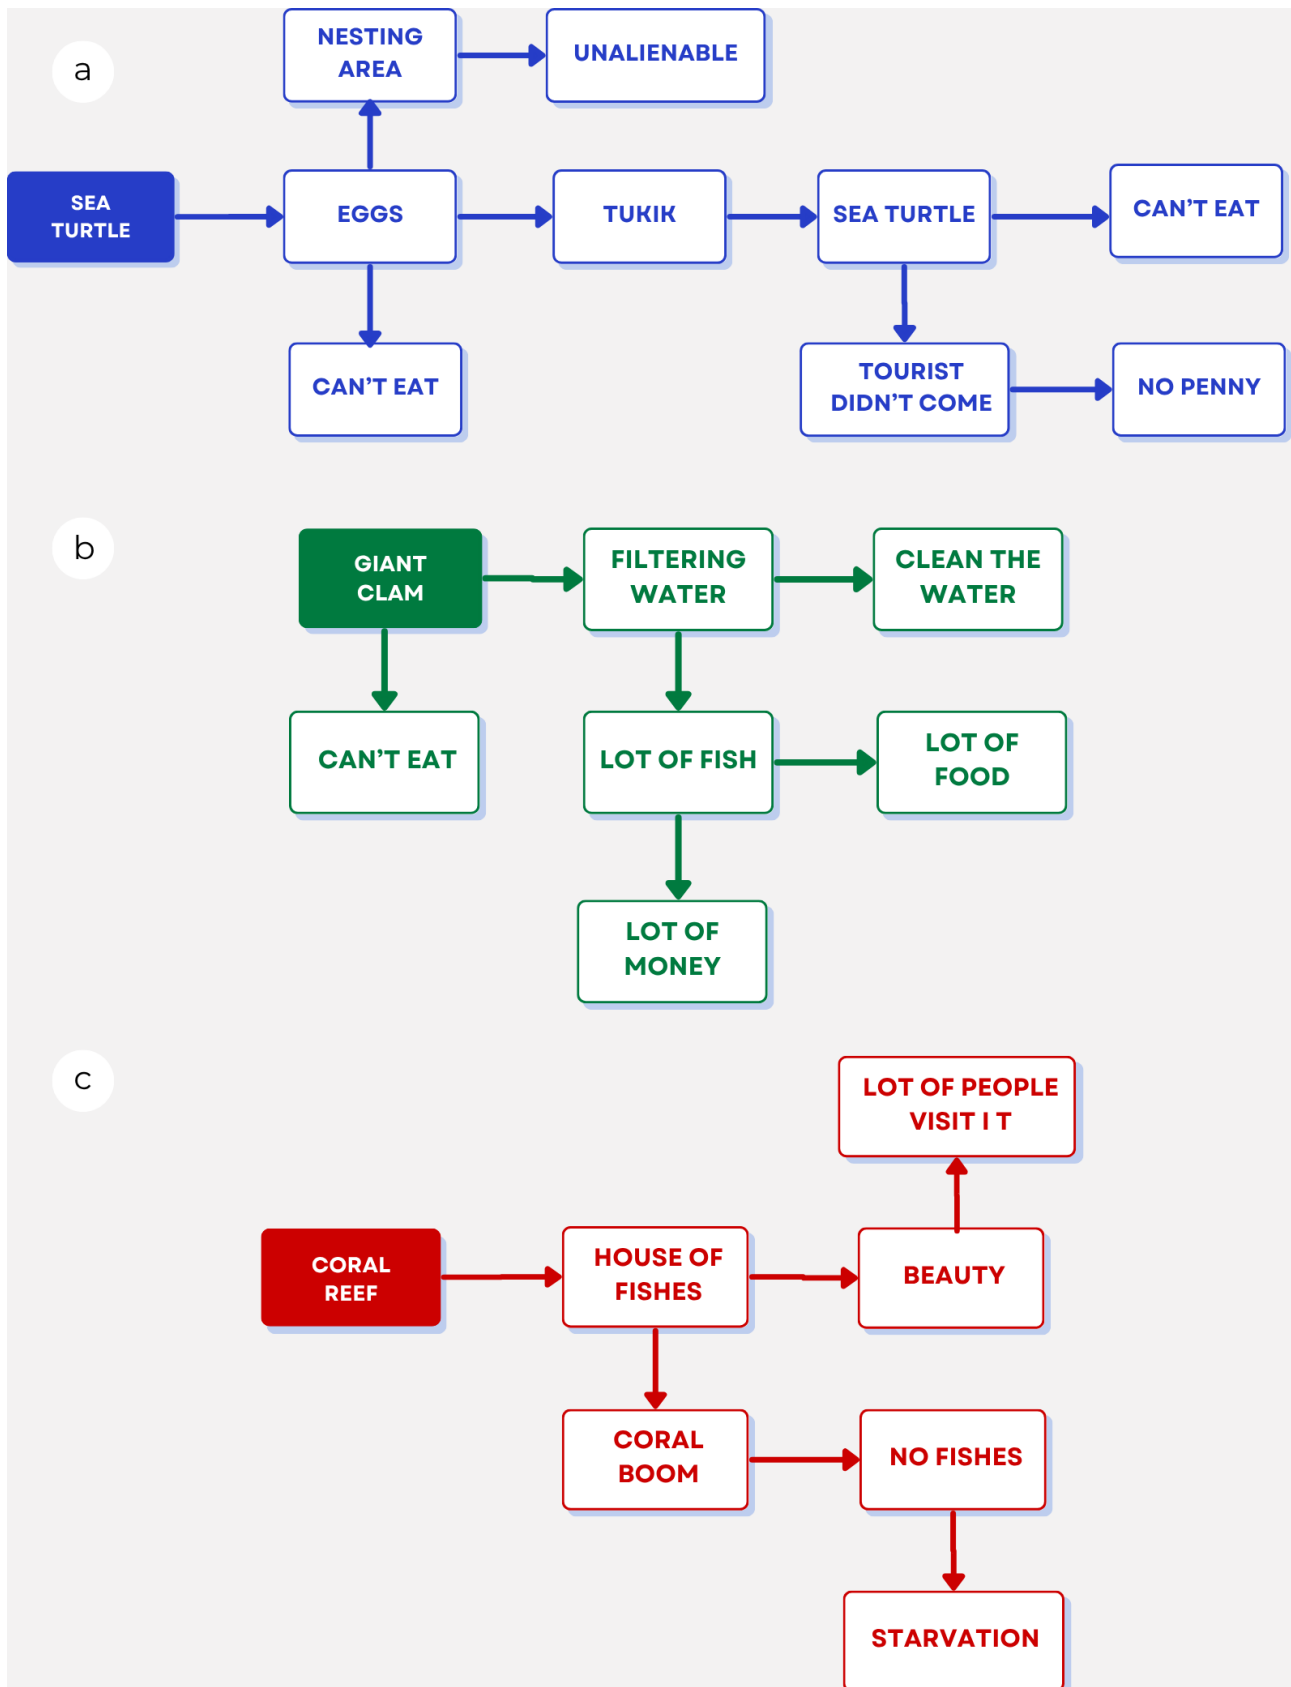 a
NESTING
AREA
UNALIENABLE
SEA
TURTLE
EGGS
TUKIK
SEA TURTLE
CAN'T EAT
CAN'T EAT
TOURIST
DIDN'T COME
NO PENNY
b
GIANT
CLAM
FILTERING
WATER
CLEAN THE
WATER
CAN'T EAT
LOT OF FISH
LOT OF
FOOD
LOT OF
MONEY
c
LOT OF PEOPLE
VISIT I T
CORAL
REEF
HOUSE OF
FISHES
BEAUTY
CORAL
BOOM
NO FISHES
STARVATION